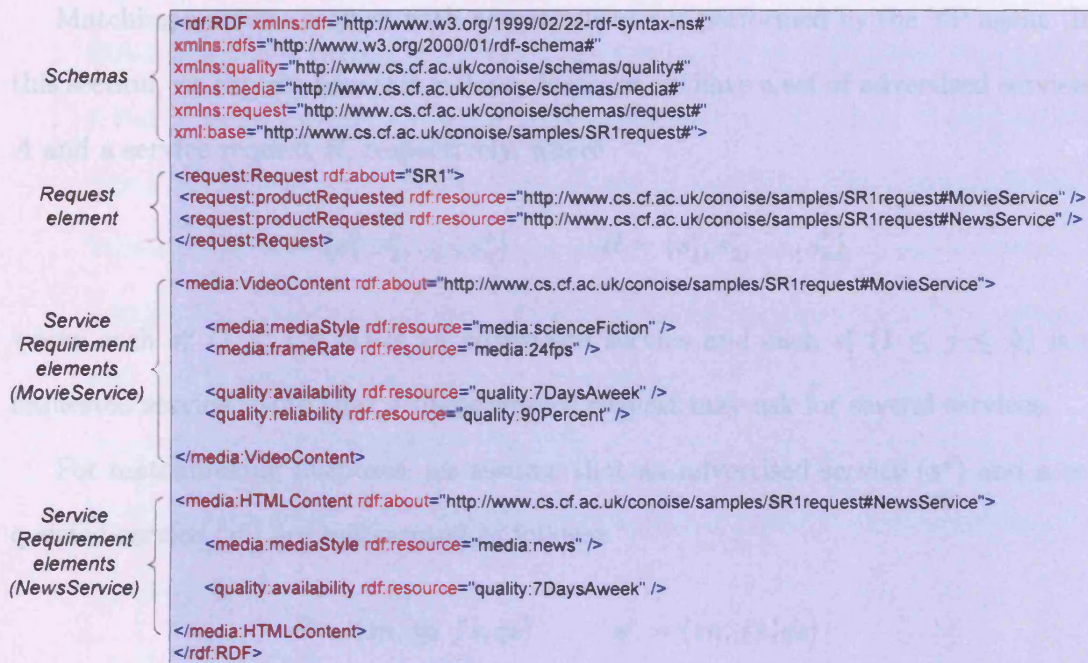 Schemas
<rdf:RDF xmlns:rdf="http://www.w3.org/1999/02/22-rdf-syntax-ns#
xmlns:rdfs="http://www.w3.org/2000/01/rdf-schema#"
xmlns:quality="http://www.cs.cf.ac.uk/conoise/schemas/quality#"
xmlns:media="http://www.cs.cf.ac.uk/conoise/schemas/media#"
xmlns:request="http://www.cs.cf.ac.uk/conoise/schemas/request#"
xml:base="http://www.cs.cf.ac.uk/conoise/samples/SR1request#">
Request
element
<request:Request rdf:about="SR1">
<request:productRequested rdf:resource="http://www.cs.cf.ac.uk/conoise/samples/SR1request#MovieService" />
<request:productRequested rdf:resource="http://www.cs.cf.ac.uk/conoise/samples/SR1request#NewsService" />
</request:Request>
Service
Requirement
elements
(MovieService)
<media:VideoContent rdf:about="http://www.cs.cf.ac.uk/conoise/samples/SR1request#MovieService">
<media:mediaStyle rdf:resource="media:scienceFiction" />
<media:frameRate rdf:resource="media:24fps" />
<quality:availability rdf:resource="quality:7DaysAweek" />
<quality:reliability rdf:resource="quality:90Percent" />
</media:VideoContent>
Service
Requirement
elements
(NewsService)
<media:HTMLContent rdf:about="http://www.cs.cf.ac.uk/conoise/samples/SR1request#NewsService">
<media:mediaStyle rdf:resource="media:news" />
<quality:availability rdf:resource="quality:7DaysAweek" />
</media:HTMLContent>
</rdf:RDF>